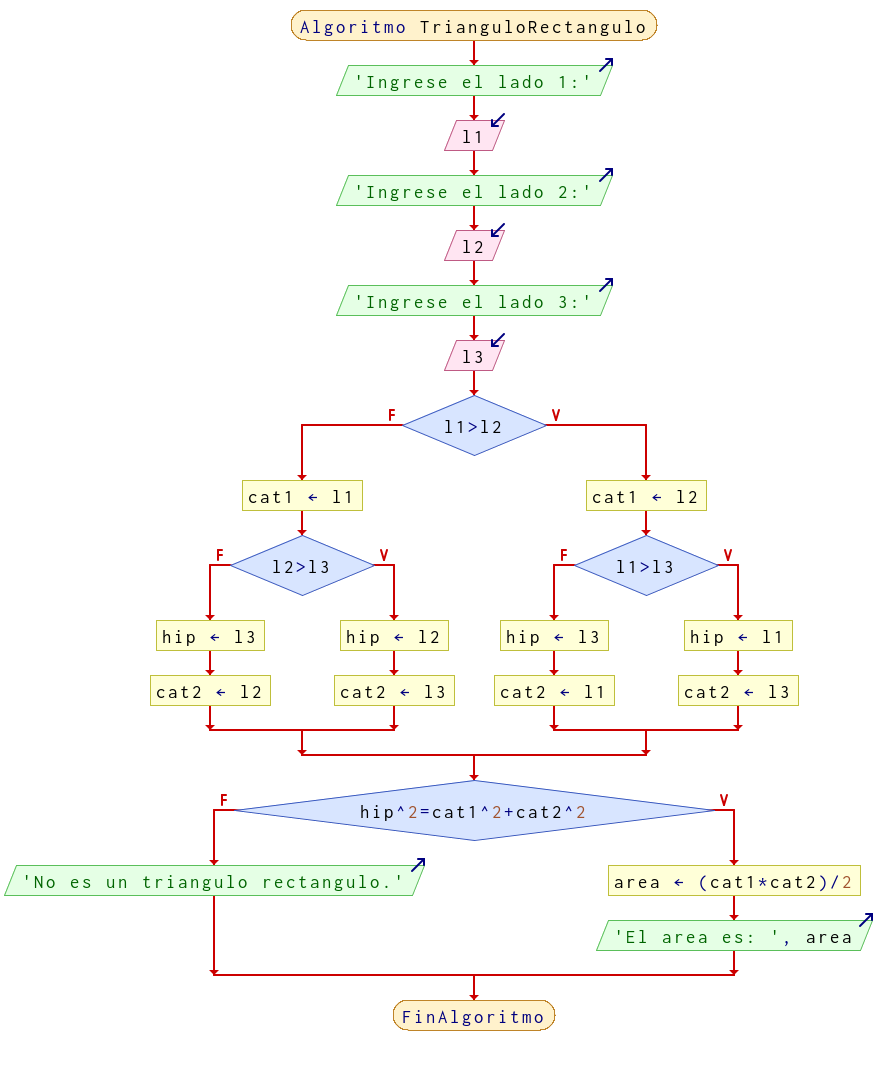 Algoritmo TrianguloRectangulo
'Ingrese el lado 1:'
l1
'Ingrese el lado 2:'
l2
'Ingrese el lado 3:'
l3
F
V
l1>l2
cat1 ← l1
cat1 ← l2
F
V
F
V
l2>l3
l1>l3
hip ← l3
hip ← l2
hip ← l3
hip ← l1
cat2 ← l2
cat2 ← l3
cat2 ← l1
cat2 ← l3
F
V
hip^2=cat1^2+cat2^2
'No es un triangulo rectangulo.'
area ← (cat1*cat2)/2
'El area es: ', area
FinAlgoritmo